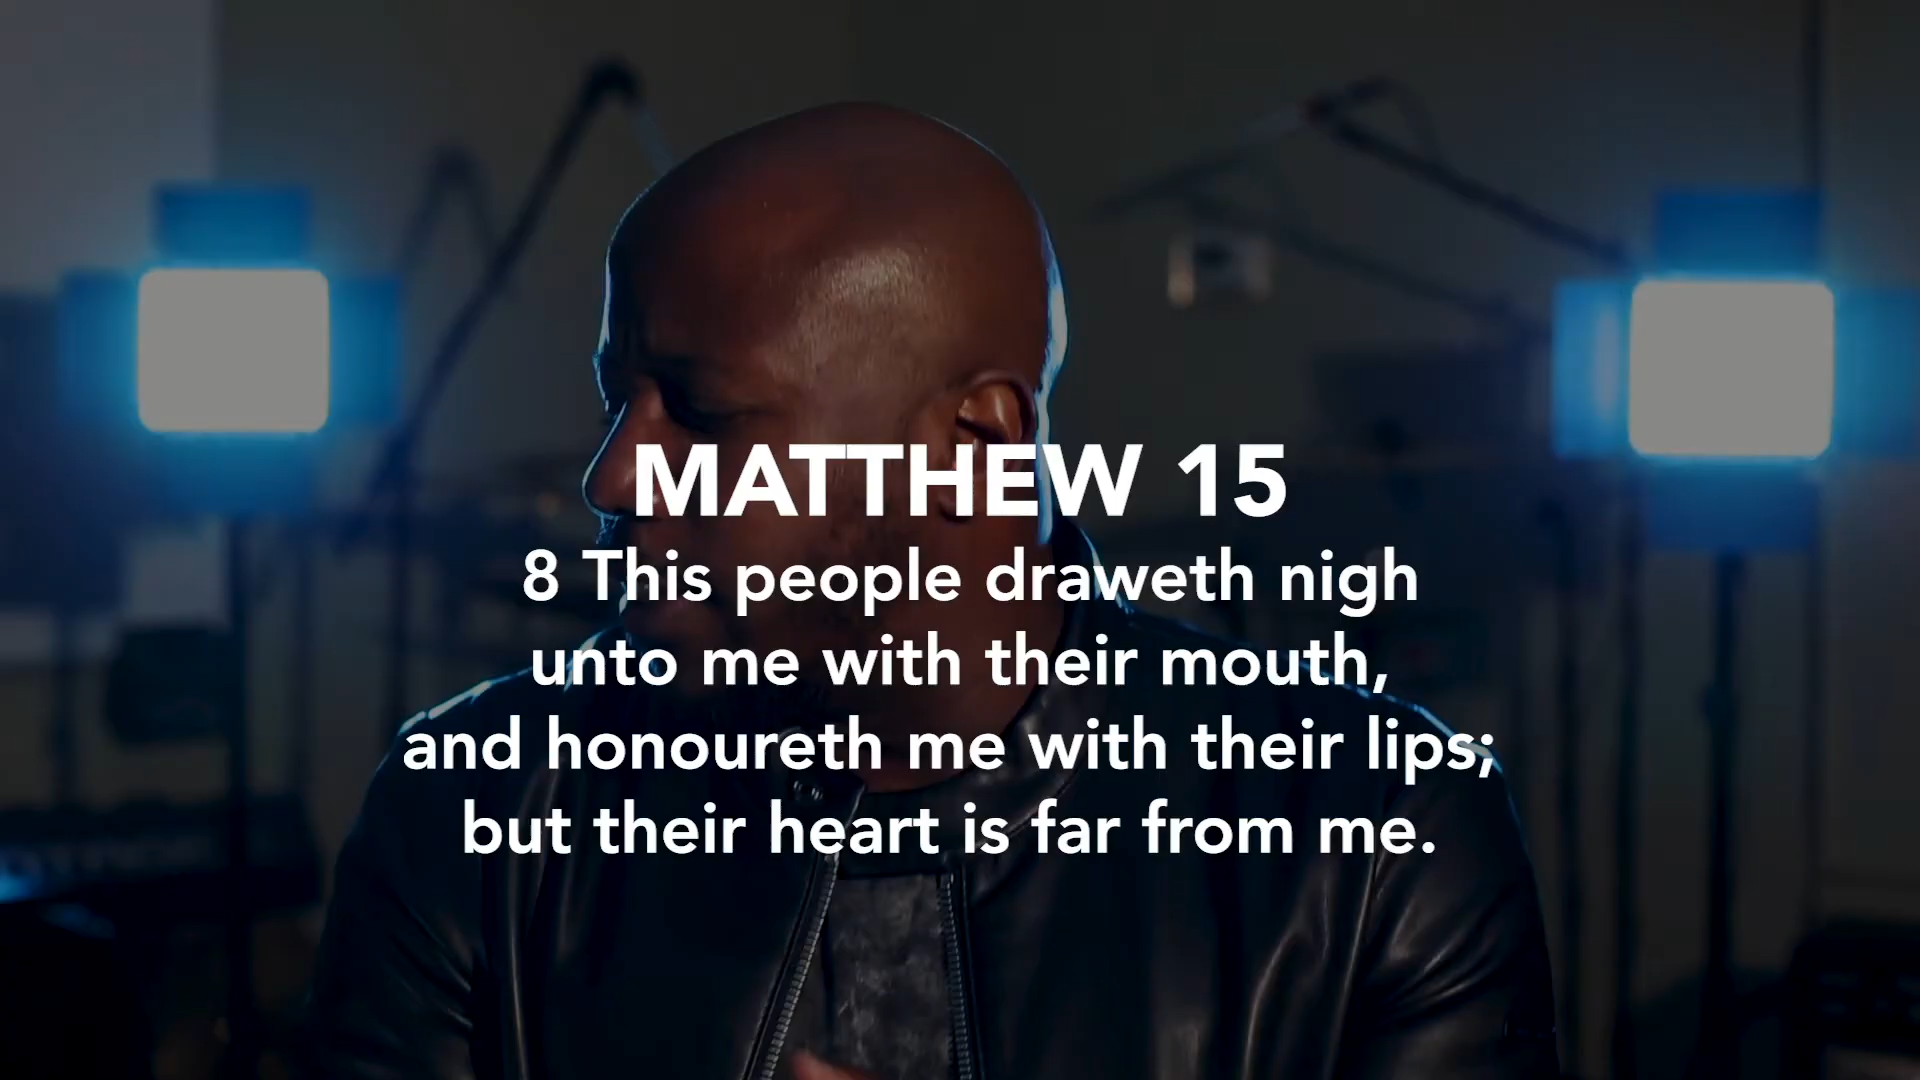 MATTHEW 15
8 This people draweth nigh
unto me with their mouth,
and honoureth me with their lips;
but their heart is far from me.